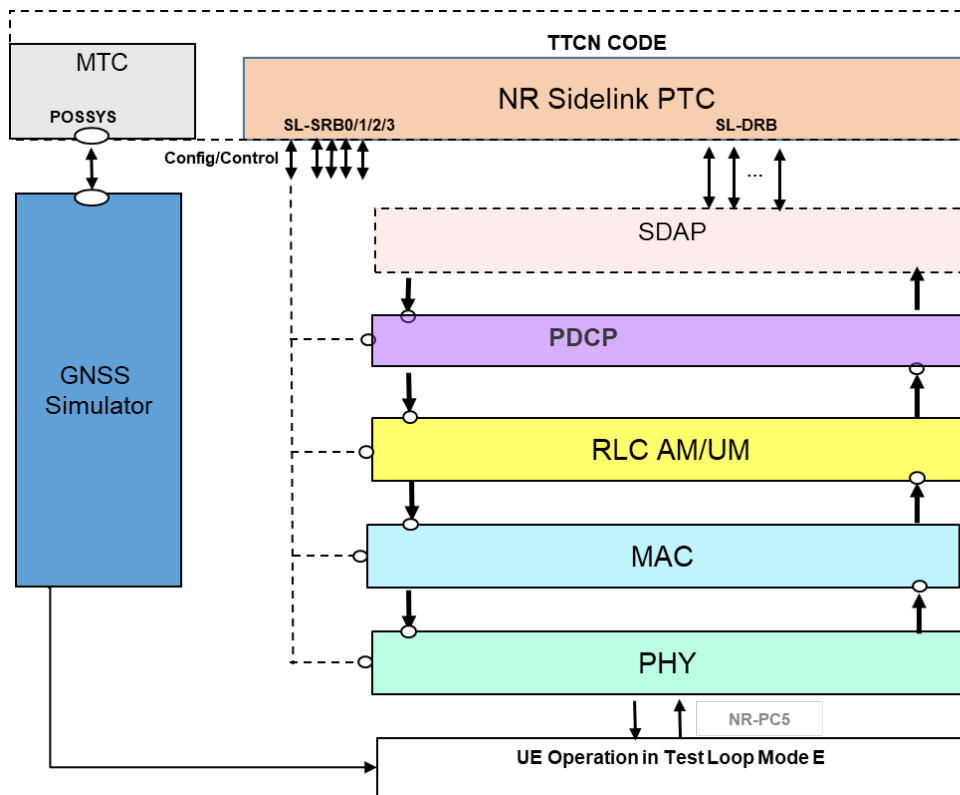 TTCN CODE
MTC
NR Sidelink PTC
POSSYS
SL-SRB0/1/2/3
SL-DRB
Config/Control
...
SDAP
PDCP
GNSS
Simulator
RLC AM/UM
MAC
PHY
NR-PC5
UE Operation in Test Loop Mode E